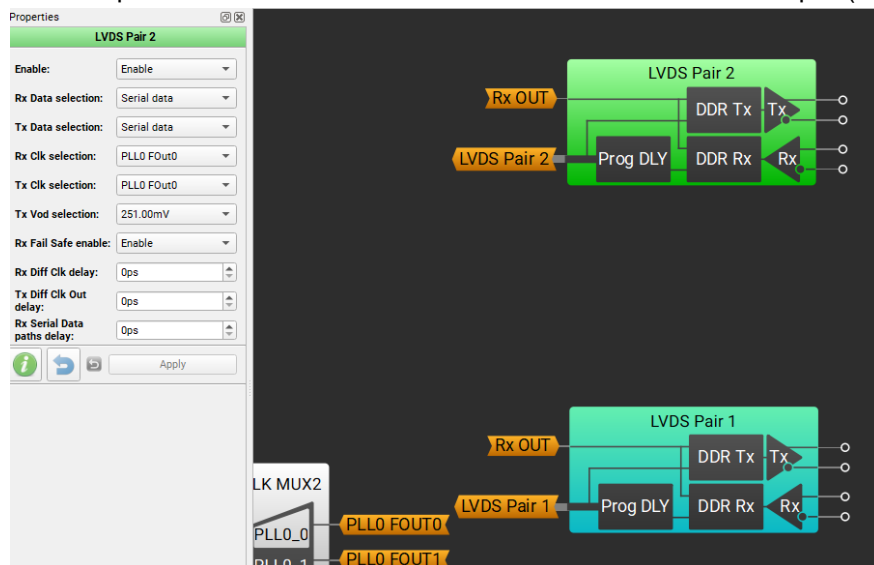 Properties
LVDS Pair 2
Enable: Enable
Rx Data selection: Serial data
Tx Data selection: Serial data
Rx Clk selection: PLL0 FOut0
Tx Clk selection: PLL0 FOut0
Tx Vod selection: 251.00mV
Rx Fail Safe enable: Enable
Rx Diff Clk delay: 0ps
Tx Diff Clk Out
delay: 0ps
Rx Serial Data
paths delay: 0ps
Apply
LVDS Pair 2
Rx OUT
DDR Tx Tx
LVDS Pair 2 Prog DLY DDR Rx Rx
LVDS Pair 1
Rx OUT
DDR Tx Tx
LVDS Pair 1 Prog DLY DDR Rx Rx
LK MUX2
PLL0_0 PLL0 FOUT0
PLL0_1 PLL0 FOUT1